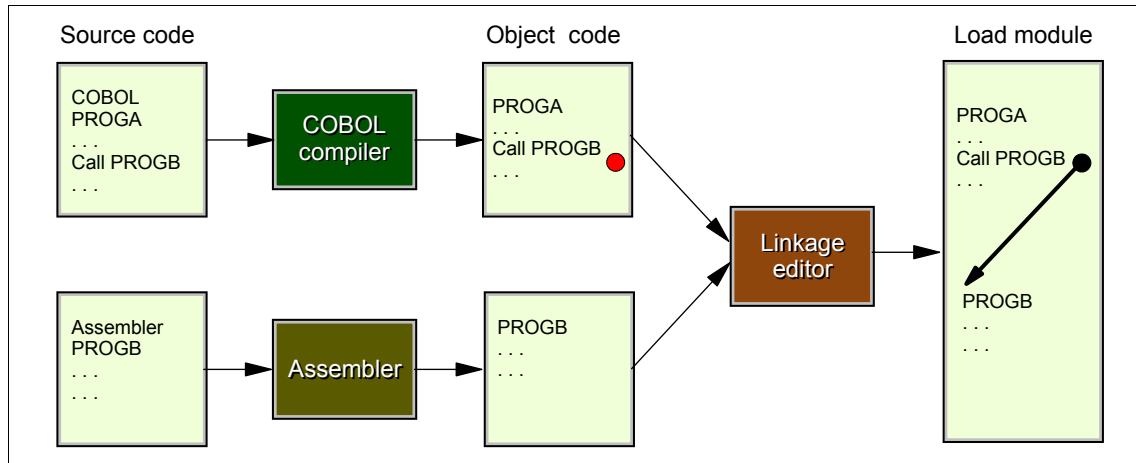 Source code
Object code
Load module
COBOL
PROGA
. . .
Call PROGB
. . .
COBOL
compiler
PROGA
. . .
Call PROGB
. . .
Linkage
editor
PROGA
. . .
Call PROGB
. . .
PROGB
. . .
. . .
Assembler
PROGB
. . .
. . .
Assembler
PROGB
. . .
. . .